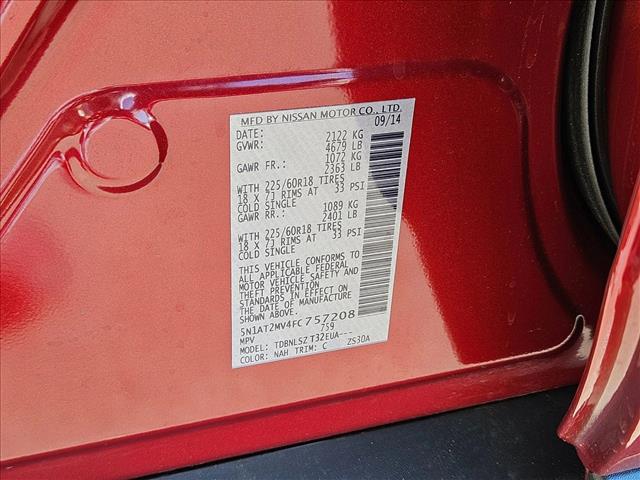 MFD BY NISSAN MOTOR CO., LTD.
DATE: 09/14
GVWR: 2122 KG
4679 LB
GAWR FR.: 1072 KG
2363 LB
WITH 225/60R18 TIRES
18 X 7J RIMS AT 33 PSI
COLD SINGLE
GAWR RR.: 1089 KG
2401 LB
WITH 225/60R18 TIRES
18 X 7J RIMS AT 33 PSI
COLD SINGLE
THIS VEHICLE CONFORMS TO
ALL APPLICABLE FEDERAL
MOTOR VEHICLE SAFETY AND
THEFT PREVENTION
STANDARDS IN EFFECT ON
THE DATE OF MANUFACTURE
SHOWN ABOVE.
5N1AT2MV4FC757208
MPV 759
MODEL: TDBNLSZ T32EUA---
COLOR: NAH TRIM: C ZS30A